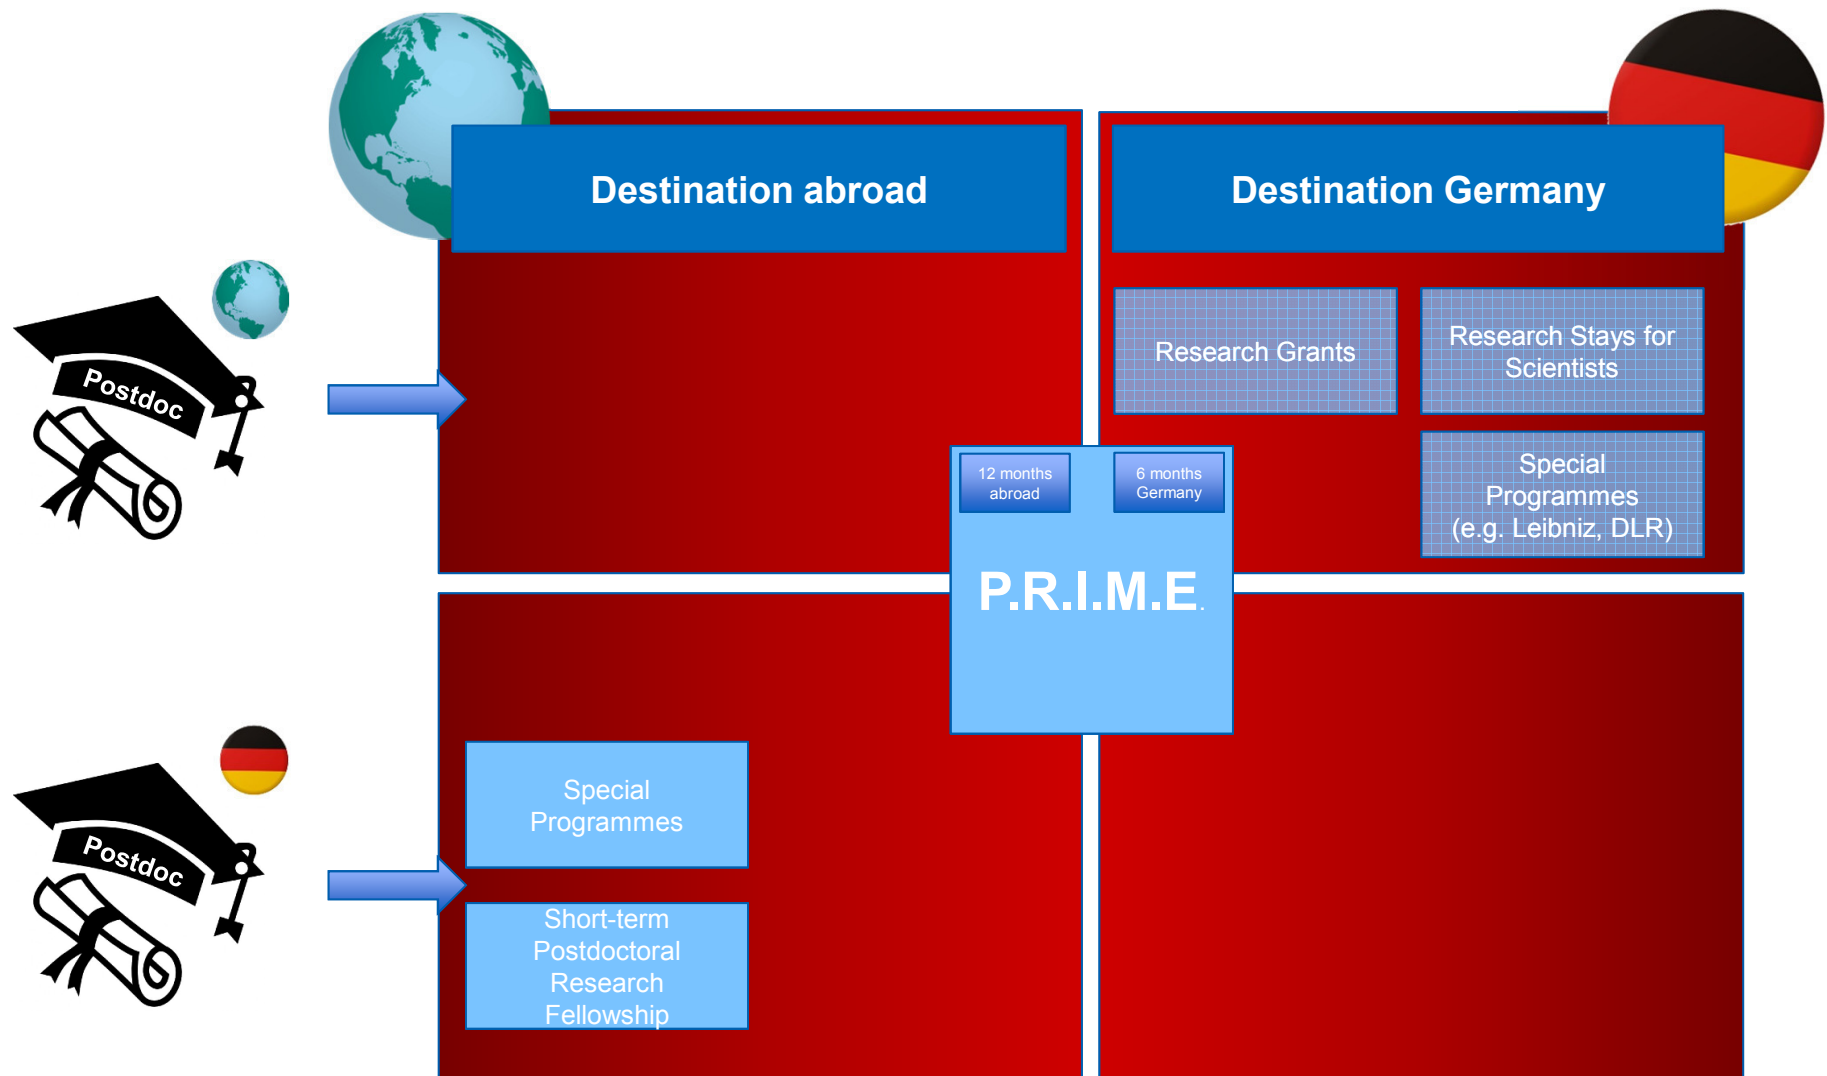 Destination abroad
Destination Germany
Postdoc
Research Grants
Research Stays for
Scientists
Special
Programmes
(e.g. Leibniz, DLR)
12 months
abroad
6 months
Germany
P.R.I.M.E.
Postdoc
Special
Programmes
Short-term
Postdoctoral
Research
Fellowship